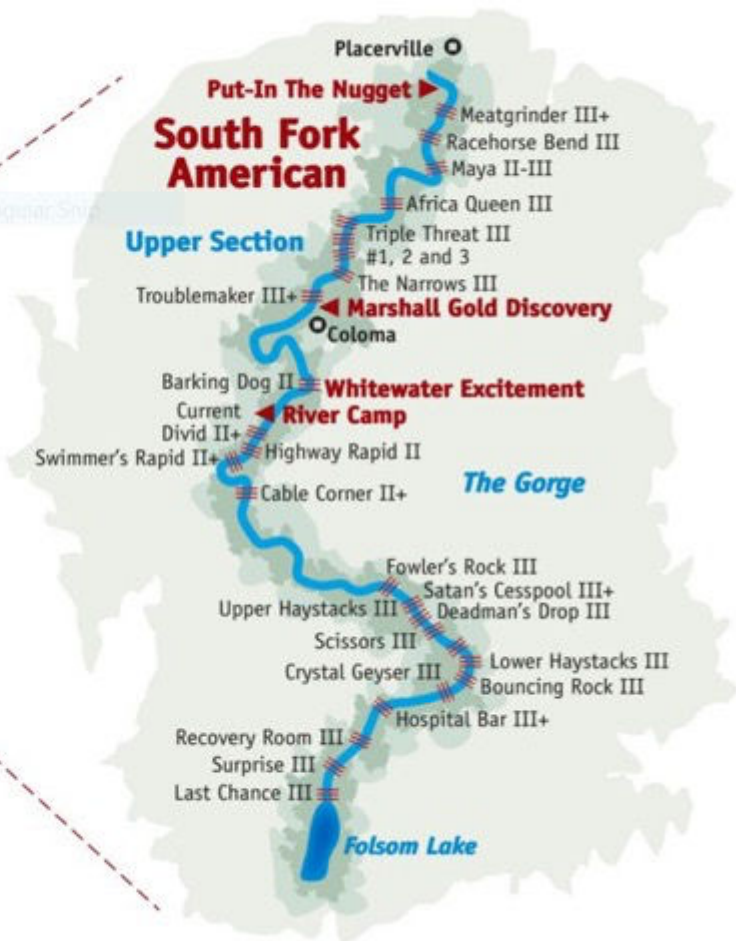 Placerville
Put-In The Nugget
South Fork
American
Meatgrinder III+
Racehorse Bend III
Maya II-III
Africa Queen III
Upper Section
Triple Threat III
#1, 2 and 3
The Narrows III
Troublemaker III+
Marshall Gold Discovery
Coloma
Barking Dog II
Whitewater Excitement
River Camp
Current
Divid II+
Highway Rapid II
Swimmer's Rapid II+
The Gorge
Cable Corner II+
Fowler's Rock III
Satan's Cesspool III+
Upper Haystacks III
Deadman's Drop III
Scissors III
Lower Haystacks III
Crystal Geyser III
Bouncing Rock III
Hospital Bar III+
Recovery Room III
Surprise III
Last Chance III
Folsom Lake